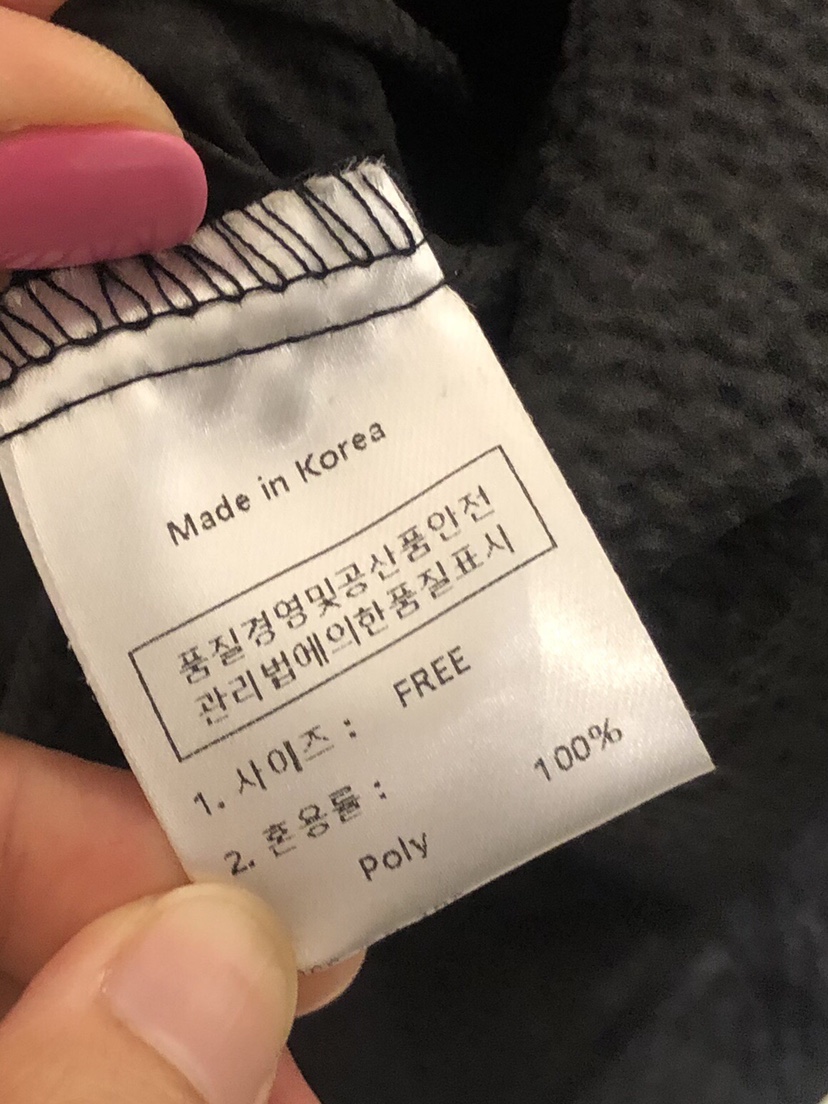 Made in Korea
품질경영및공산품안전
관리법에의한품질표시
1. 사이즈 : FREE
2. 혼용률 :
Poly 100%